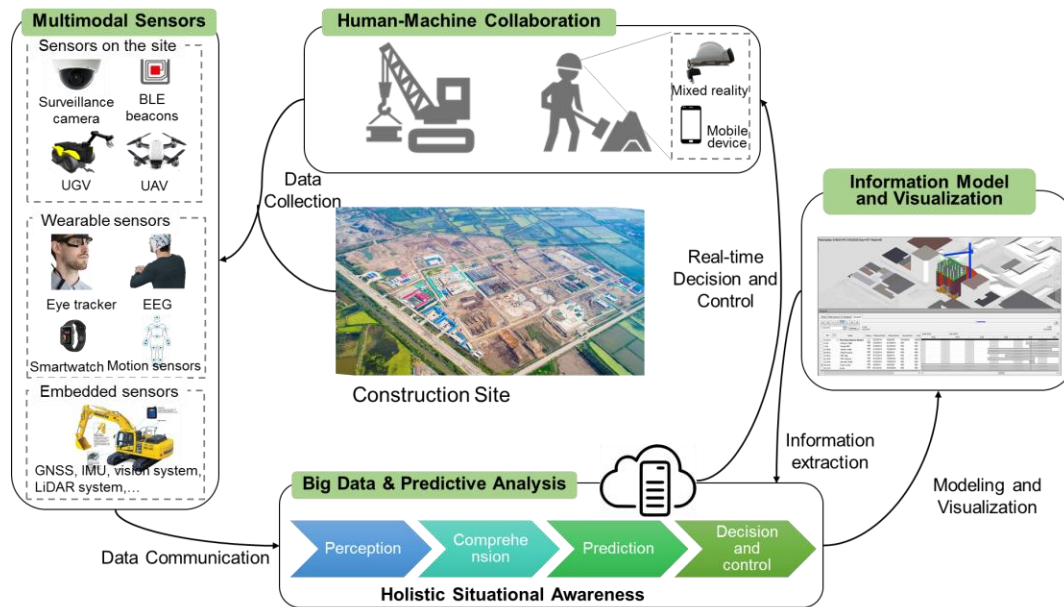 Multimodal Sensors
Sensors on the site
Surveillance
camera
BLE
beacons
UGV
UAV
Wearable sensors
Eye tracker
EEG
Smartwatch
Motion sensors
Embedded sensors
GNSS, IMU, vision system,
LiDAR system,...
Human-Machine Collaboration
Mixed reality
Mobile
device
Data
Collection
Construction Site
Real-time
Decision and
Control
Information Model
and Visualization
Information
extraction
Modeling and
Visualization
Data Communication
Big Data & Predictive Analysis
Perception
Comprehe
nsion
Prediction
Decision
and
control
Holistic Situational Awareness